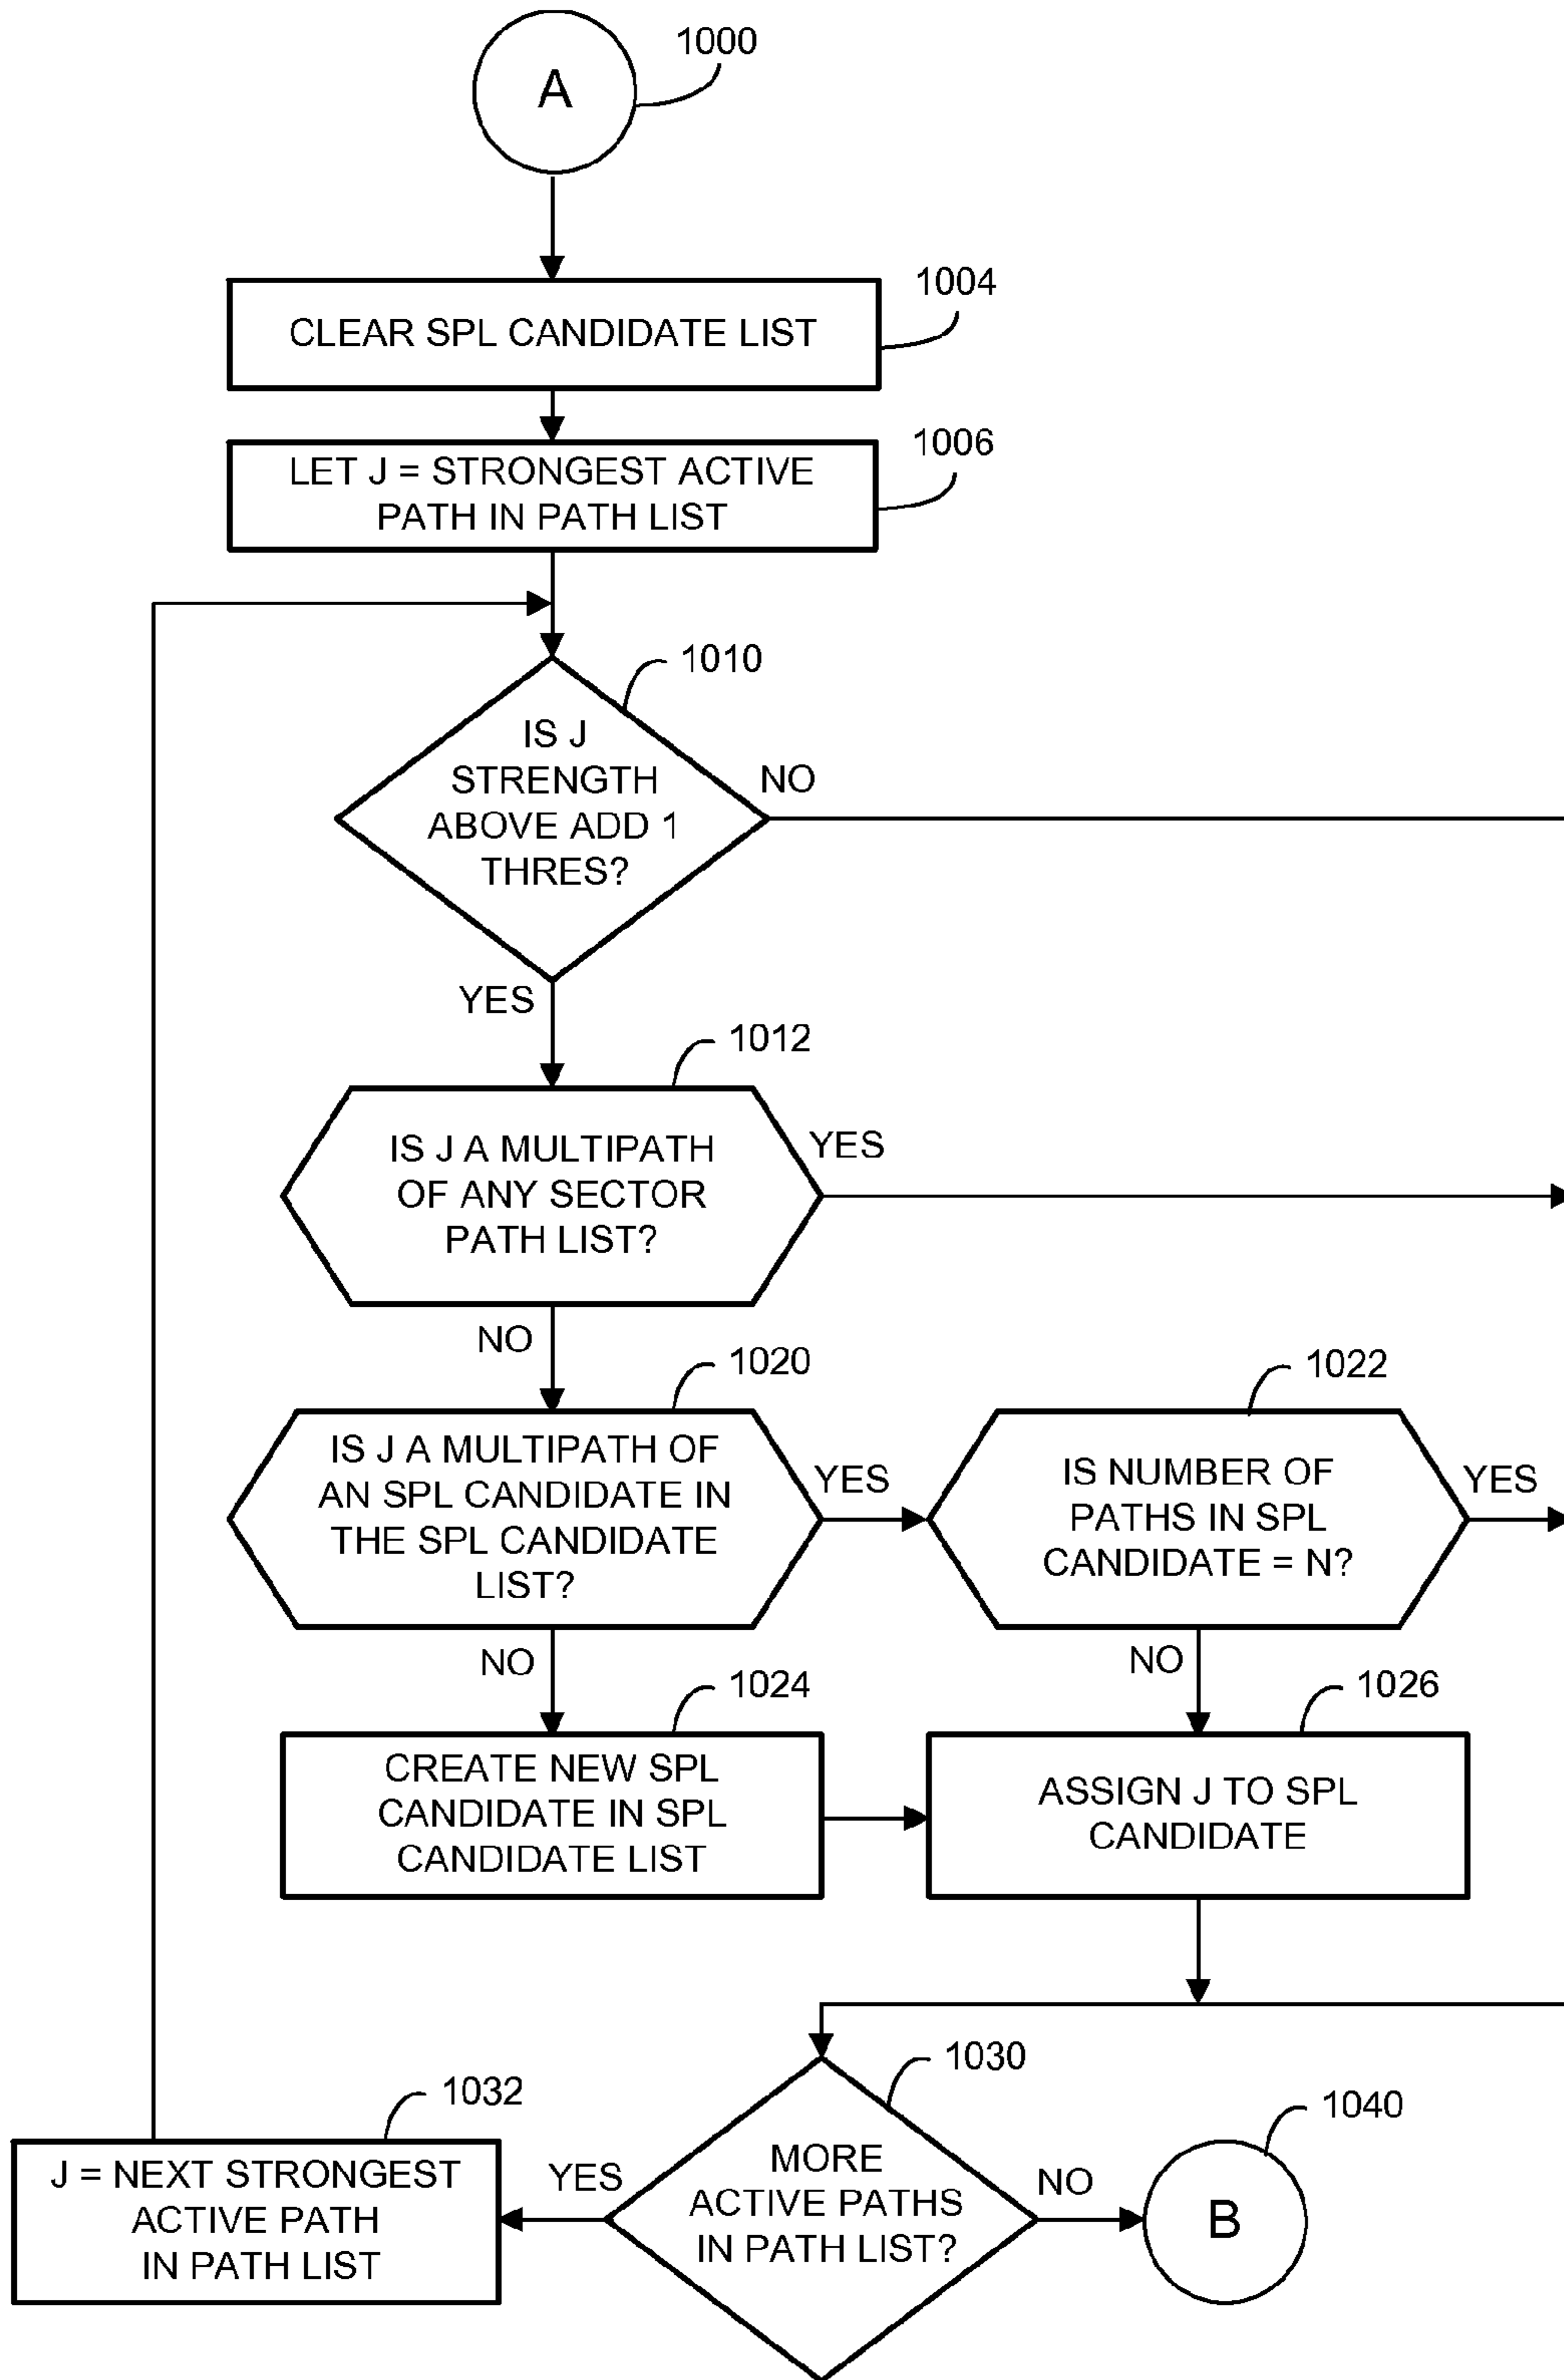 A
1000
CLEAR SPL CANDIDATE LIST
1004
LET J = STRONGEST ACTIVE
PATH IN PATH LIST
1006
1010
IS J
STRENGTH
ABOVE ADD 1
THRES?
NO
YES
1012
IS J A MULTIPATH
OF ANY SECTOR
PATH LIST?
YES
NO
1020
IS J A MULTIPATH OF
AN SPL CANDIDATE IN
THE SPL CANDIDATE
LIST?
YES
1022
IS NUMBER OF
PATHS IN SPL
CANDIDATE = N?
YES
NO
NO
1024
CREATE NEW SPL
CANDIDATE IN SPL
CANDIDATE LIST
1026
ASSIGN J TO SPL
CANDIDATE
1030
MORE
ACTIVE PATHS
IN PATH LIST?
YES
NO
1032
J = NEXT STRONGEST
ACTIVE PATH
IN PATH LIST
1040
B